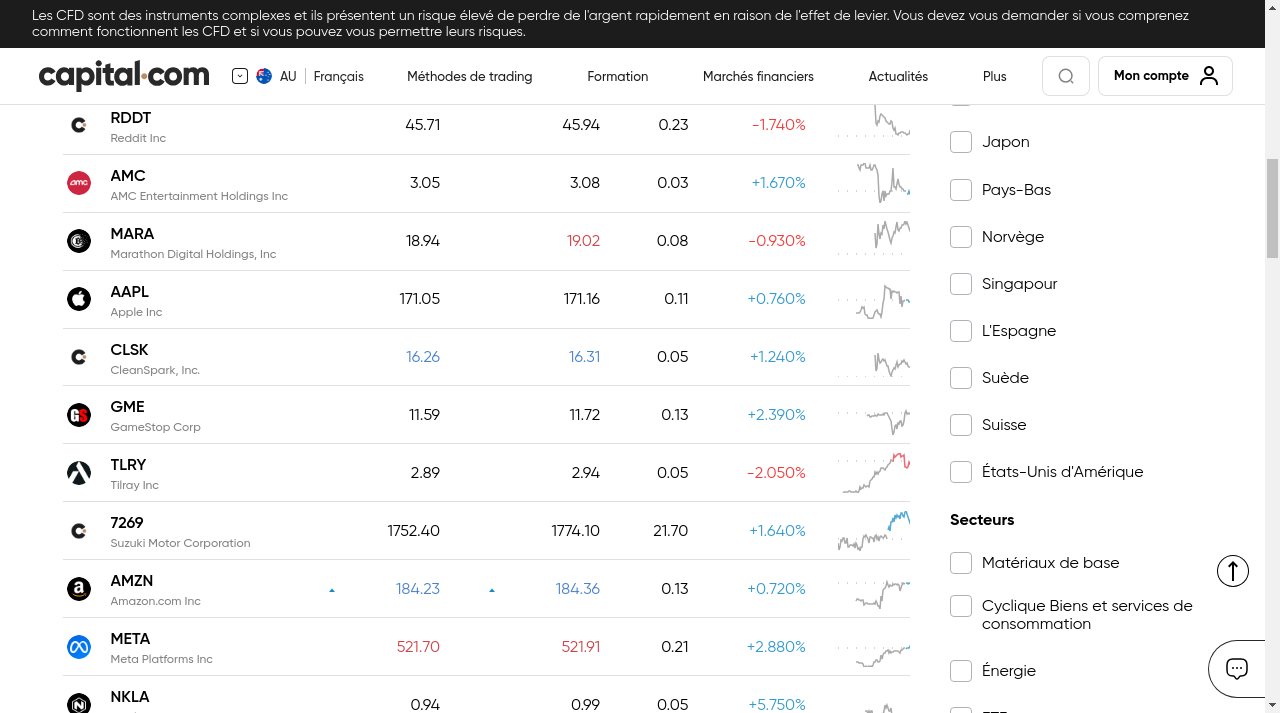 Les CFD sont des instruments complexes et ils présentent un risque élevé de perdre de l'argent rapidement en raison de l'effet de levier. Vous devez vous demander si vous comprenez
comment fonctionnent les CFD et si vous pouvez vous permettre leurs risques.
capital.com AU Français Méthodes de trading Formation Marchés financiers Actualités Plus Mon compte
RDDT 45.71 45.94 0.23 -1.740%
Reddit Inc
Japon
AMC 3.05 3.08 0.03 +1.670%
AMC Entertainment Holdings Inc
Pays-Bas
MARA 18.94 19.02 0.08 -0.930%
Marathon Digital Holdings, Inc
Norvège
AAPL 171.05 171.16 0.11 +0.760%
Apple Inc
Singapour
L'Espagne
CLSK 16.26 16.31 0.05 +1.240%
CleanSpark, Inc.
Suède
GME 11.59 11.72 0.13 +2.390%
GameStop Corp
Suisse
TLRY 2.89 2.94 0.05 -2.050%
Tilray Inc
États-Unis d'Amérique
7269 1752.40 1774.10 21.70 +1.640%
Suzuki Motor Corporation
Secteurs
Matériaux de base
AMZN 184.23 184.36 0.13 +0.720%
Amazon.com Inc
Cyclique Biens et services de
consommation
META 521.70 521.91 0.21 +2.880%
Meta Platforms Inc
Énergie
NKLA 0.94 0.99 0.05 +5.750%